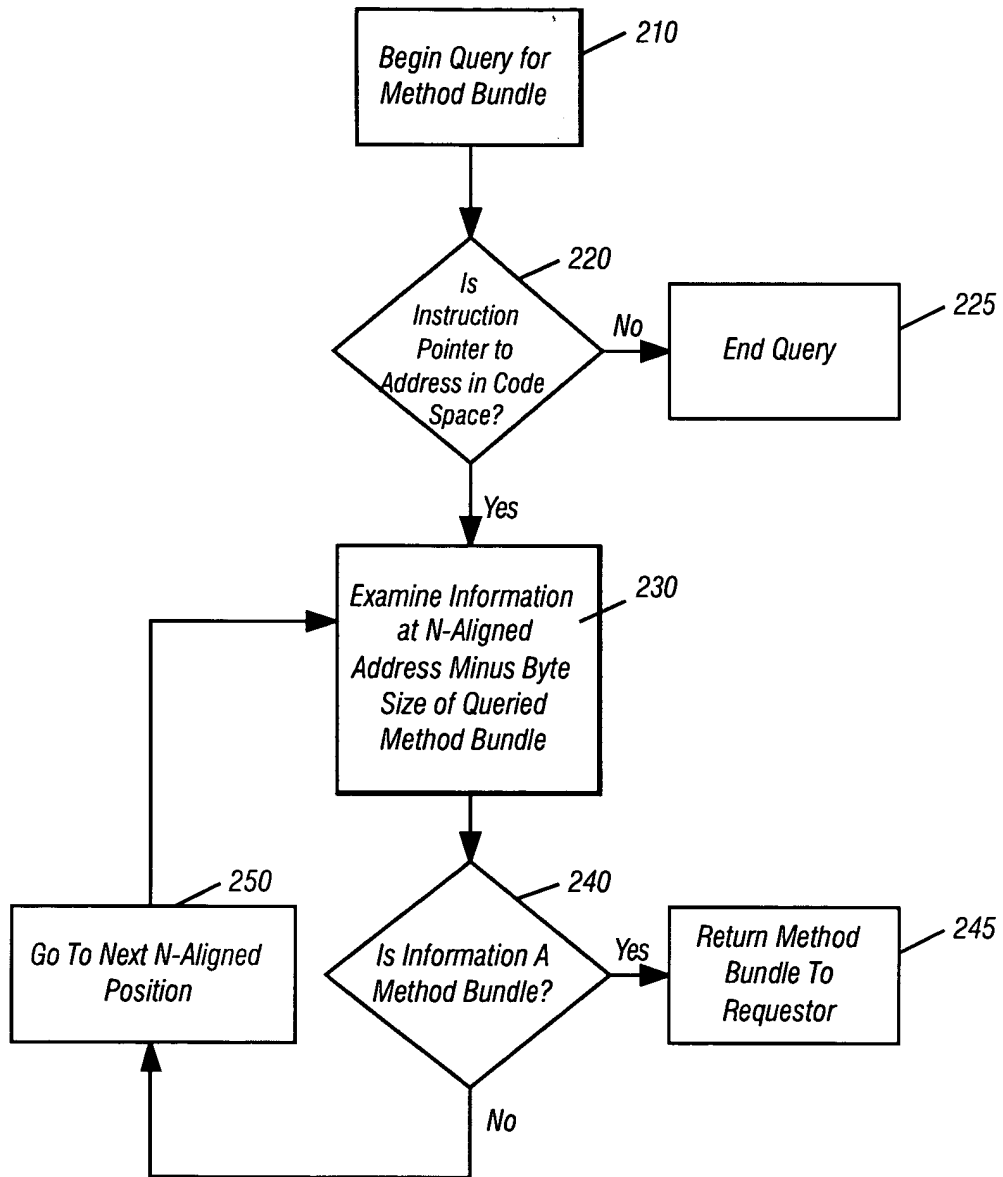 210
Begin Query for
Method Bundle
220
Is
Instruction
Pointer to
Address in Code
Space?
No
225
End Query
Yes
230
Examine Information
at N-Aligned
Address Minus Byte
Size of Queried
Method Bundle
240
Is Information A
Method Bundle?
Yes
245
Return Method
Bundle To
Requestor
No
250
Go To Next N-Aligned
Position